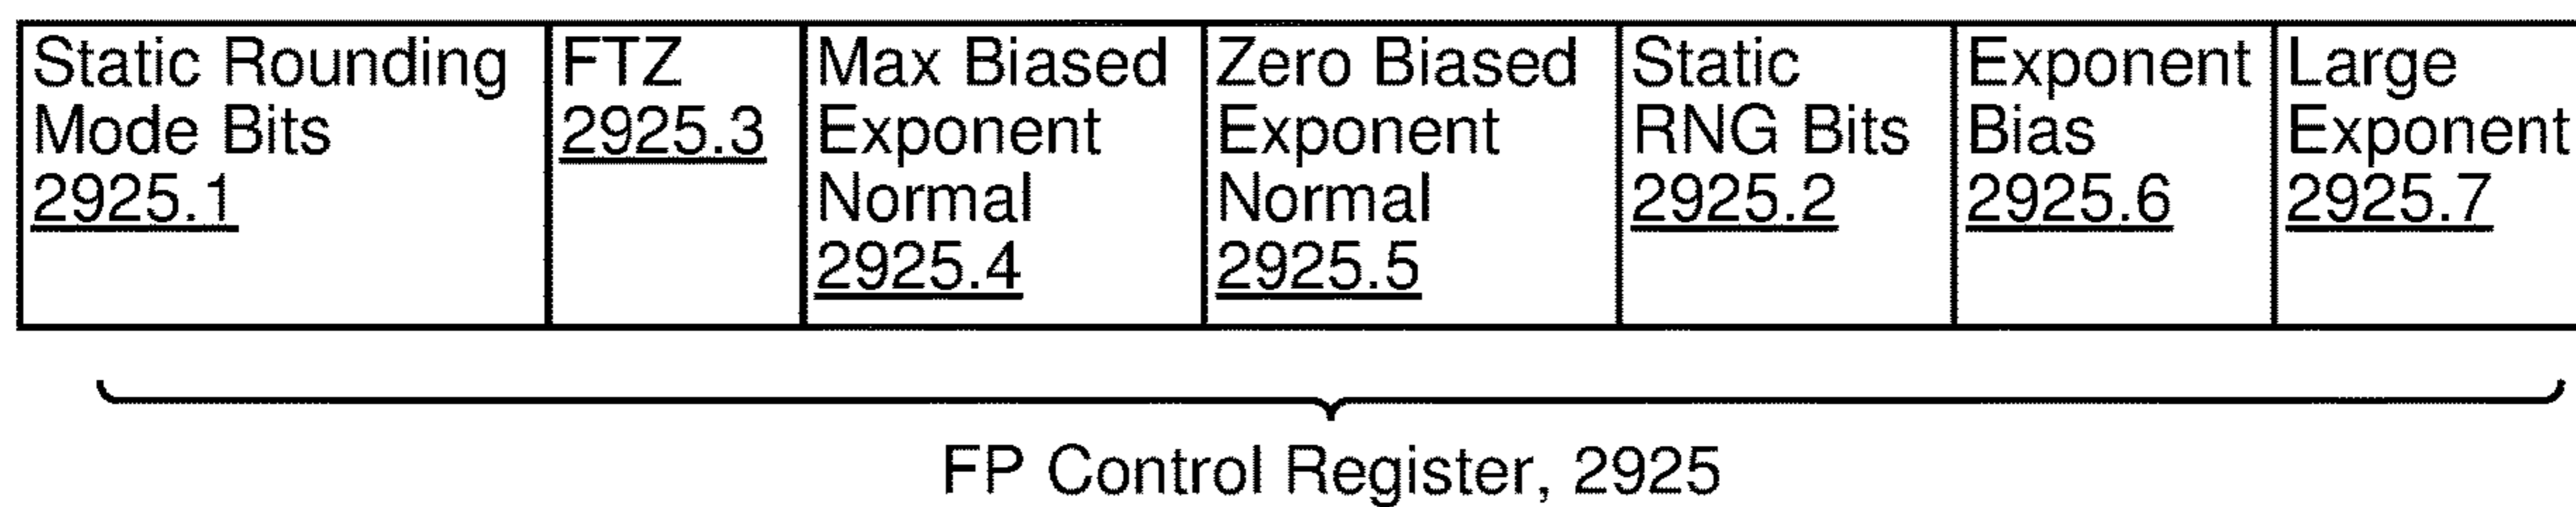 Static Rounding
Mode Bits
2925.1
FTZ
2925.3
Max Biased
Exponent
Normal
2925.4
Zero Biased
Exponent
Normal
2925.5
Static
RNG Bits
2925.2
Exponent
Bias
2925.6
Large
Exponent
2925.7
FP Control Register, 2925